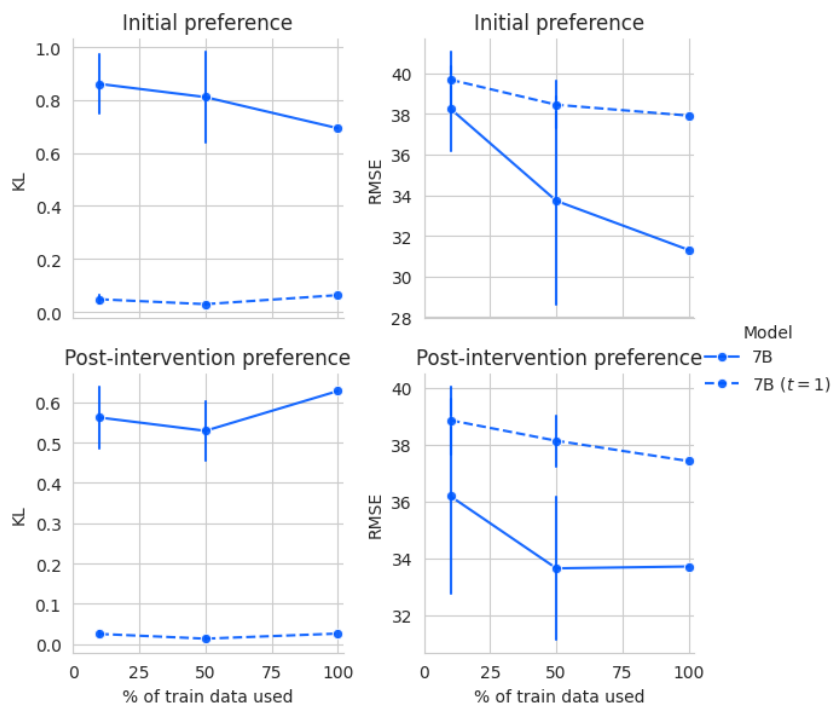 Initial preference
Initial preference
1.0
0.8
0.6
0.4
0.2
0.0
KL
40
38
36
34
32
30
28
RMSE
Model
7B
7B (t = 1)
Post-intervention preference
Post-intervention preference
0.6
0.5
0.4
0.3
0.2
0.1
0.0
KL
0
25
50
75
100
% of train data used
40
38
36
34
32
RMSE
0
25
50
75
100
% of train data used